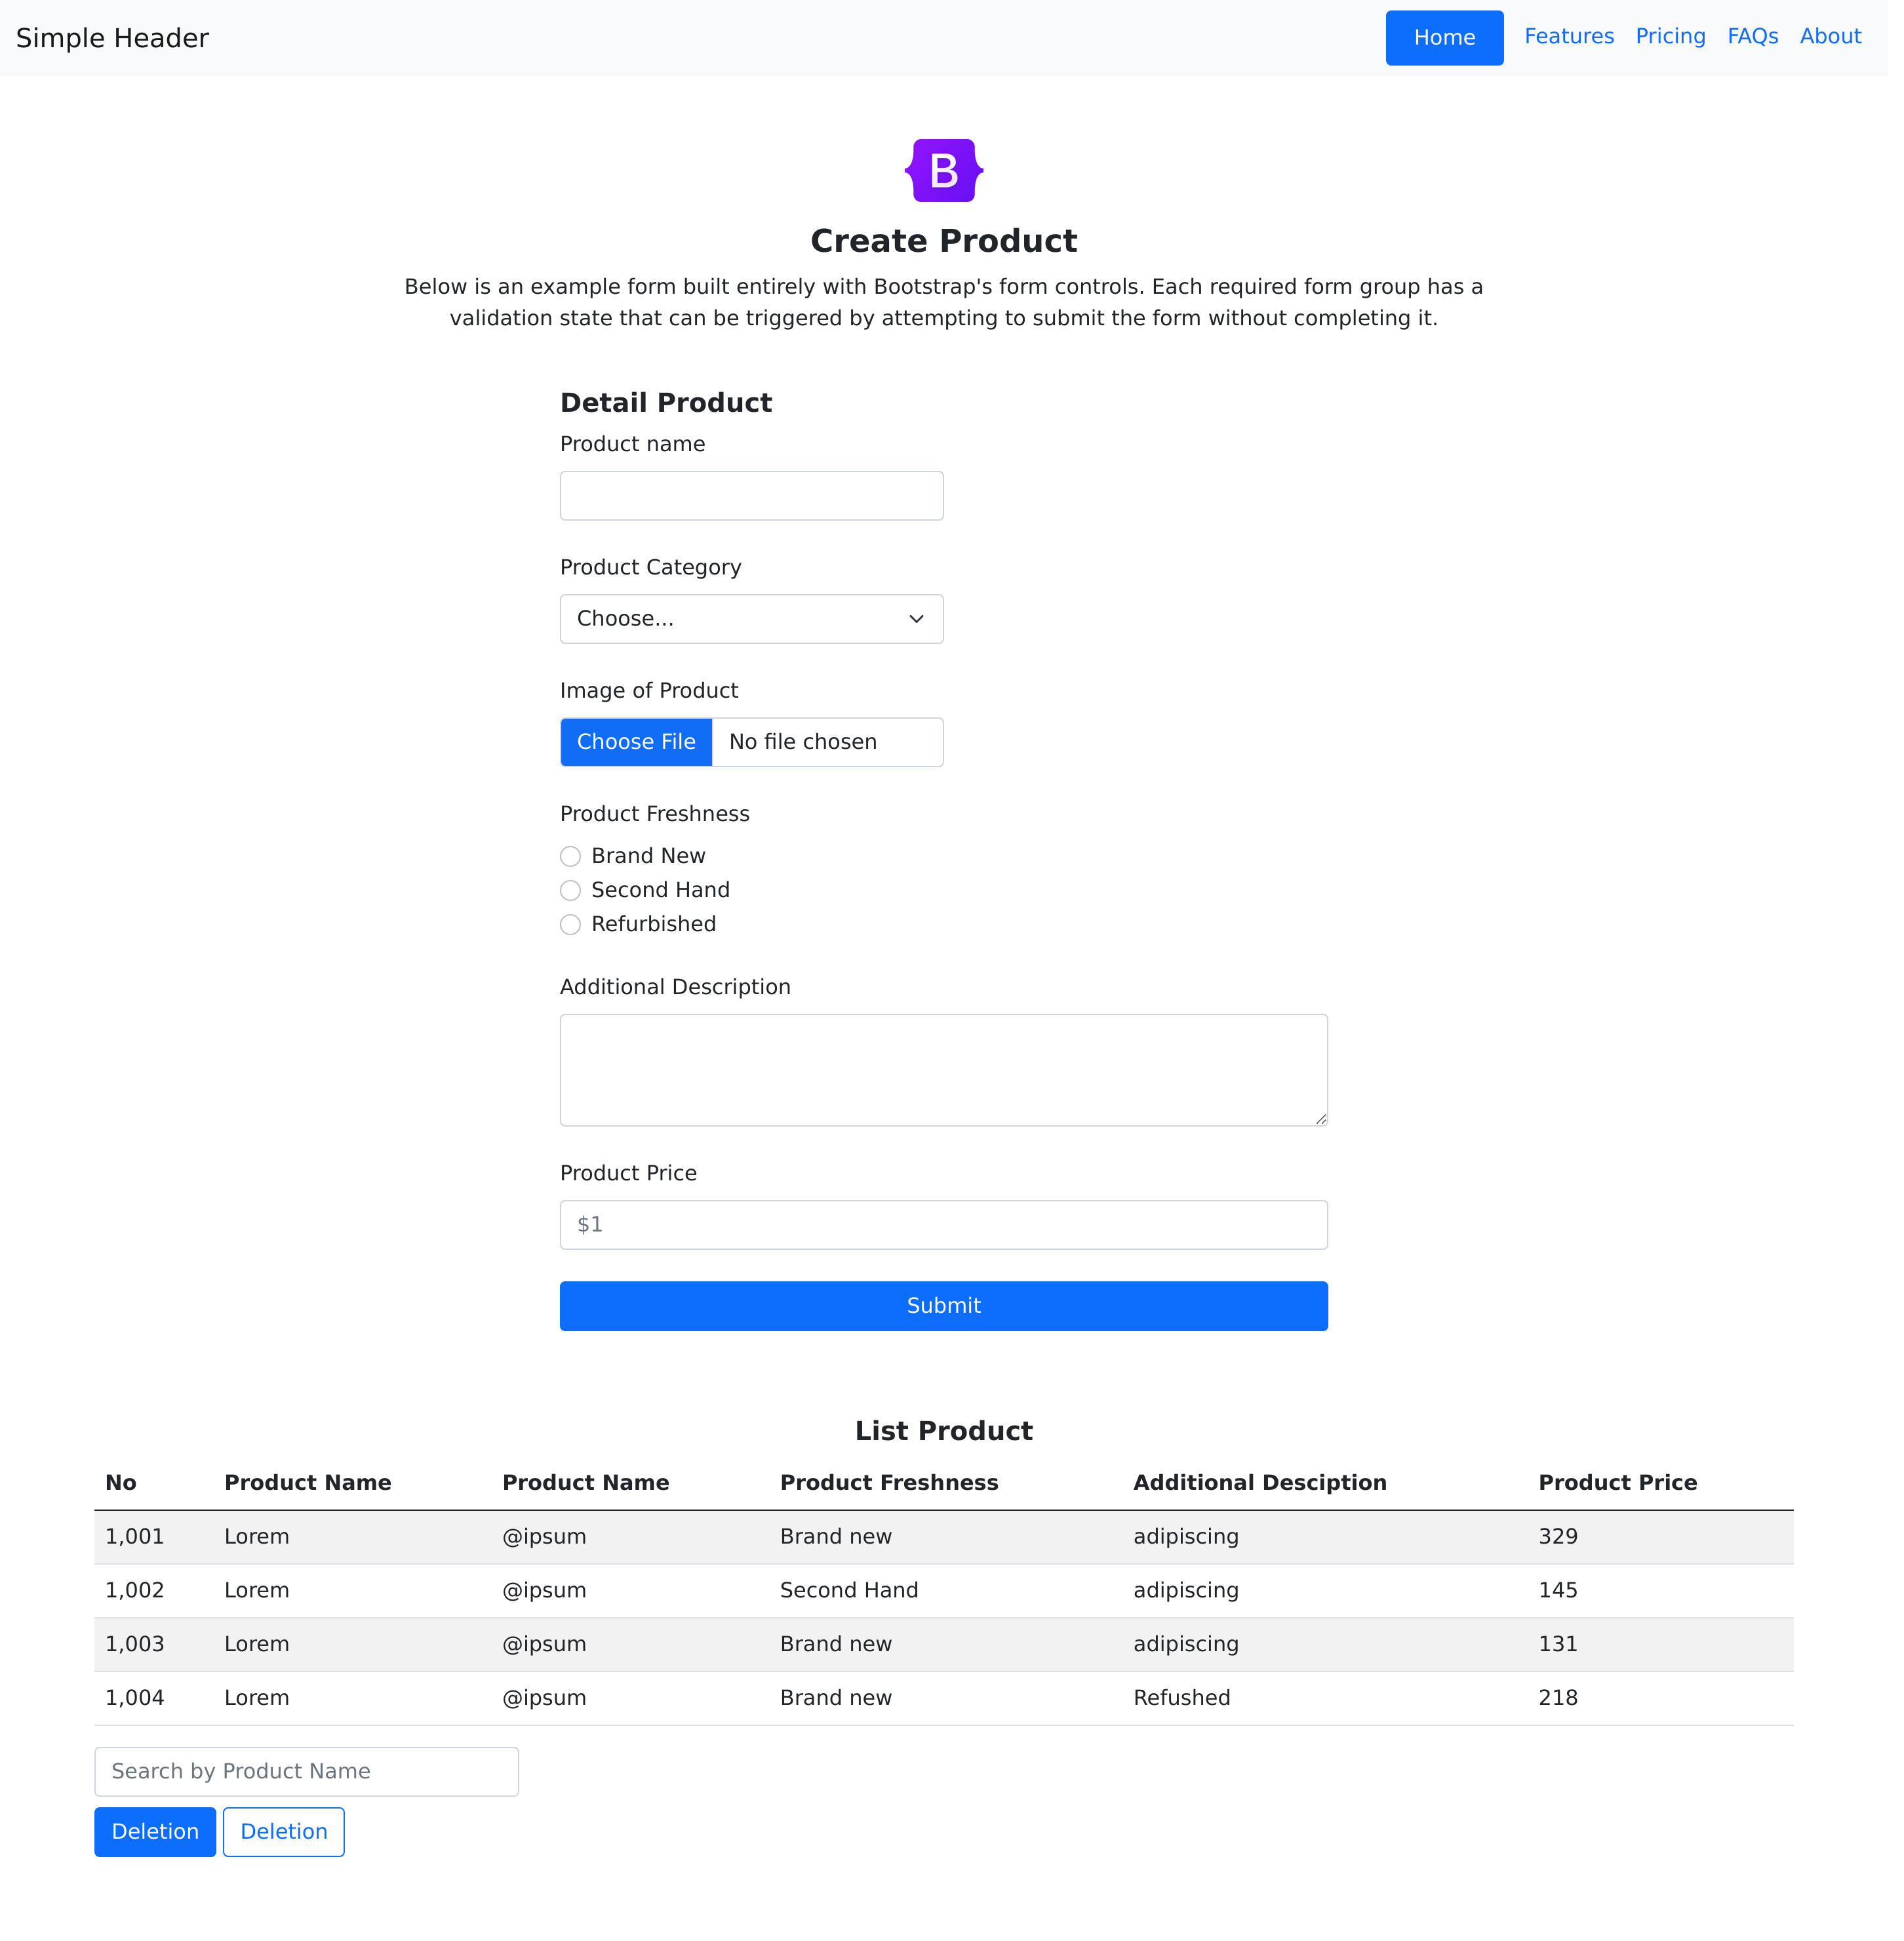 Simple Header
Home Features Pricing FAQs About
B
Create Product
Below is an example form built entirely with Bootstrap's form controls. Each required form group has a
validation state that can be triggered by attempting to submit the form without completing it.
Detail Product
Product name
Product Category
Choose...
Image of Product
Choose File No file chosen
Product Freshness
Brand New
Second Hand
Refurbished
Additional Description
Product Price
$1
Submit
List Product
No Product Name Product Name Product Freshness Additional Desciption Product Price
1,001 Lorem @ipsum Brand new adipiscing 329
1,002 Lorem @ipsum Second Hand adipiscing 145
1,003 Lorem @ipsum Brand new adipiscing 131
1,004 Lorem @ipsum Brand new Refushed 218
Search by Product Name
Deletion Deletion